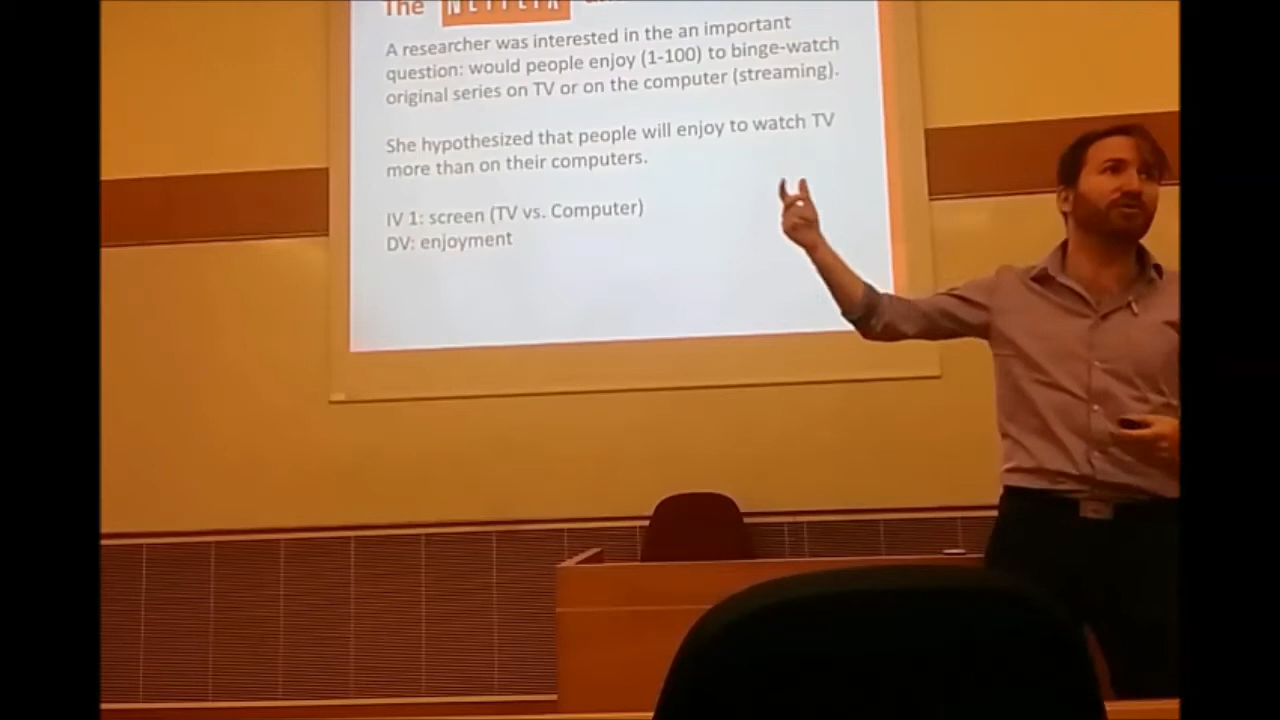 The NETFLIX
A researcher was interested in the an important
question: would people enjoy (1-100) to binge-watch
original series on TV or on the computer (streaming).
She hypothesized that people will enjoy to watch TV
more than on their computers.
IV 1: screen (TV vs. Computer)
DV: enjoyment